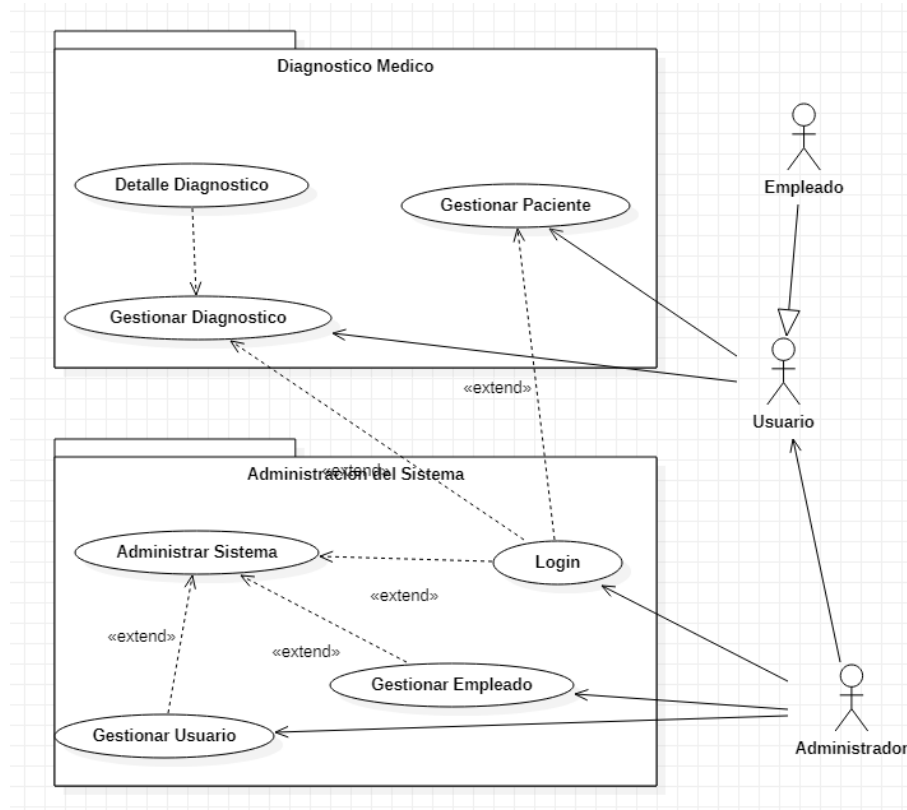 Diagnostico Medico
Detalle Diagnostico
Gestionar Paciente
Empleado
Gestionar Diagnostico
«extend»
Usuario
«extend»
Administración del Sistema
Administrar Sistema
Login
«extend»
«extend»
«extend»
Gestionar Empleado
Gestionar Usuario
Administrador